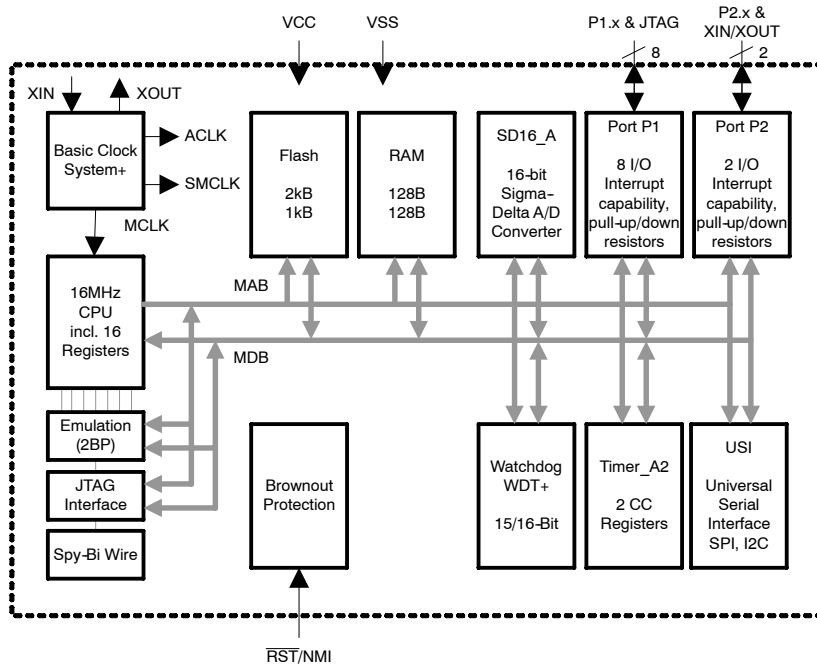 VCC
VSS
P1.x & JTAG
8
P2.x &
XIN/XOUT
2
XIN
XOUT
Basic Clock
System+
ACLK
SMCLK
MCLK
Flash
2kB
1kB
RAM
128B
128B
SD16_A
16-bit
Sigma-
Delta A/D
Converter
Port P1
8 I/O
Interrupt
capability,
pull-up/down
resistors
Port P2
2 I/O
Interrupt
capability,
pull-up/down
resistors
16MHz
CPU
incl. 16
Registers
MAB
MDB
Emulation
(2BP)
JTAG
Interface
Spy-Bi Wire
Brownout
Protection
Watchdog
WDT+
15/16-Bit
Timer_A2
2 CC
Registers
USI
Universal
Serial
Interface
SPI, I2C
RST/NMI